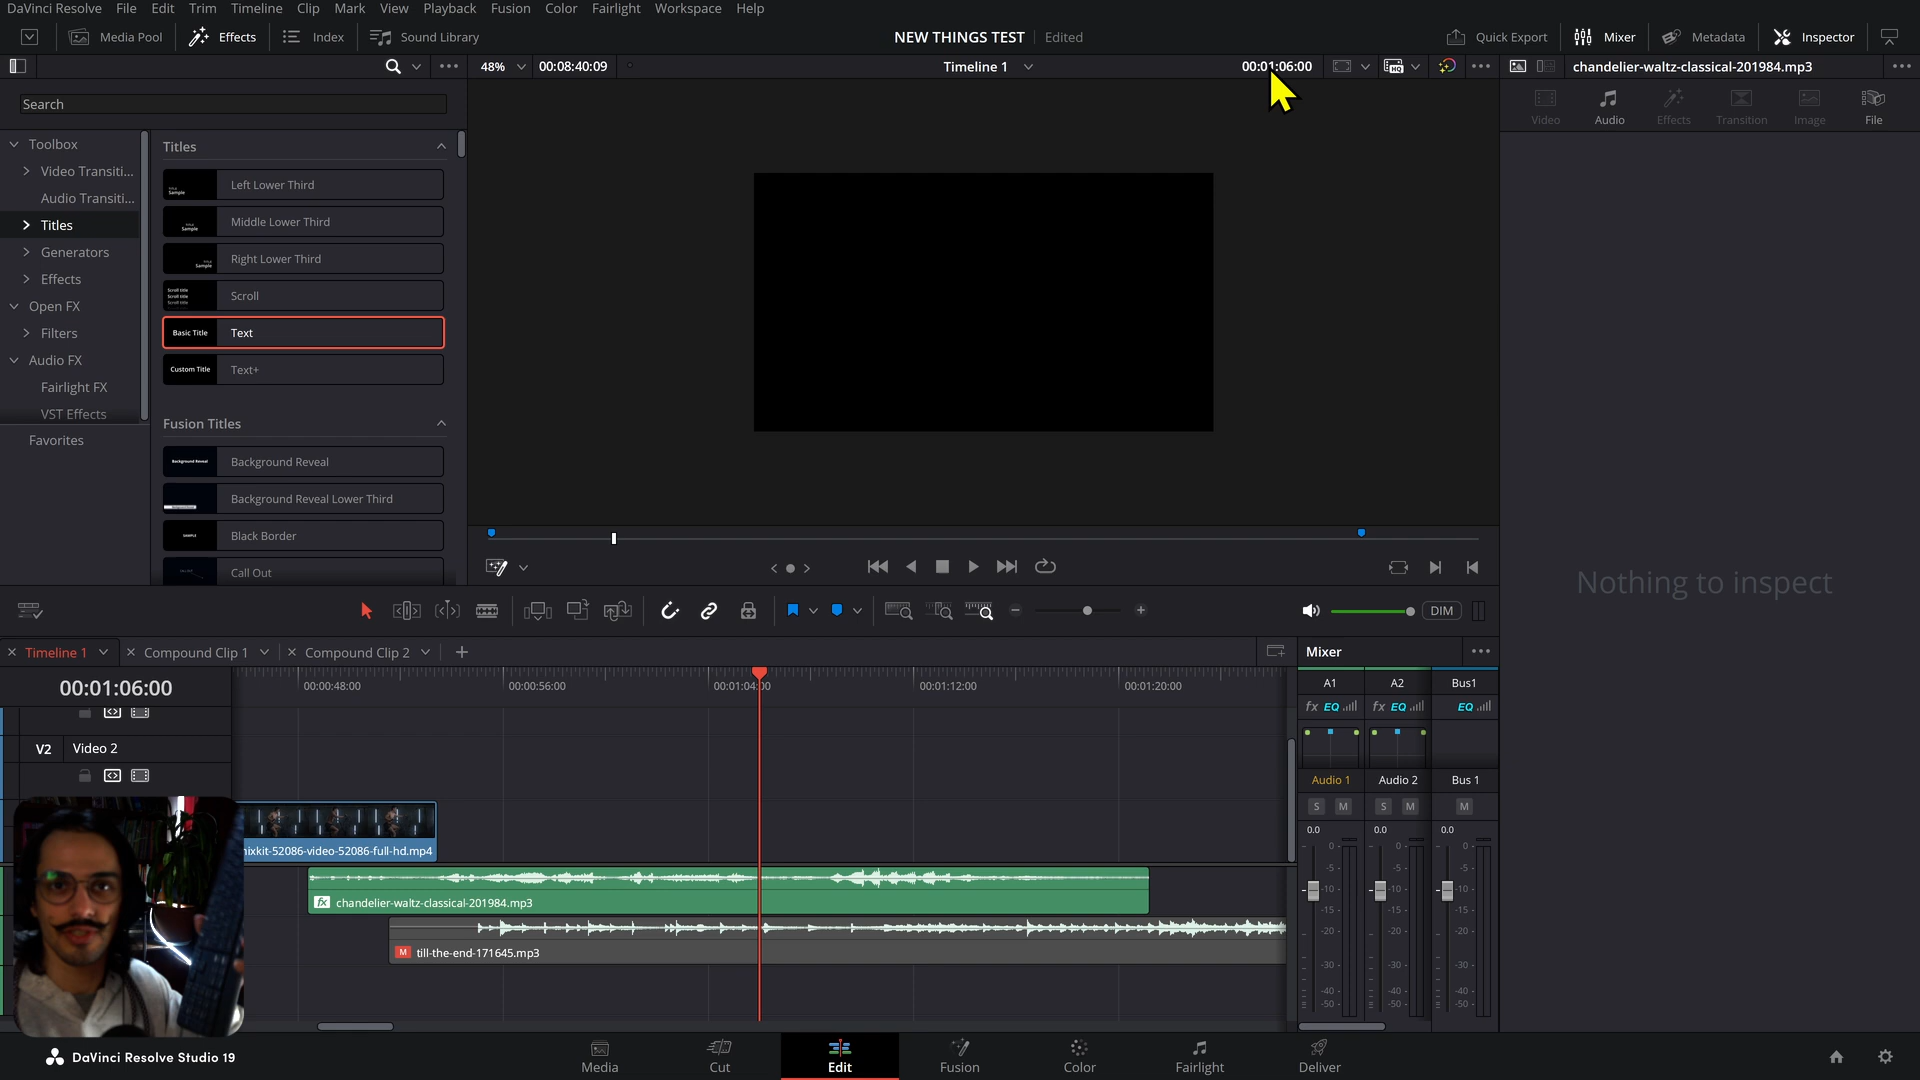 DaVinci Resolve File Edit Trim Timeline Clip Mark View Playback Fusion Color Fairlight Workspace Help
Media Pool Effects Index Sound Library NEW THINGS TEST Edited Quick Export Mixer Metadata Inspector
48% 00:08:40:09 Timeline 1 00:01:06:00 chandelier-waltz-classical-201984.mp3
Search
Video Audio Effects Transition Image File
Toolbox
Video Transiti...
Audio Transiti...
Titles
Generators
Effects
Open FX
Filters
Audio FX
Fairlight FX
VST Effects
Favorites
Titles
Left Lower Third
Middle Lower Third
Right Lower Third
Scroll
Basic Title Text
Custom Title Text+
Fusion Titles
Background Reveal Background Reveal
Background Reveal Lower Third
Black Border
Call Out
Nothing to inspect
DIM
Timeline 1 Compound Clip 1 Compound Clip 2
00:01:06:00
00:00:48:00 00:00:56:00 00:01:04:00 00:01:12:00 00:01:20:00
V2 Video 2
nixkit-52086-video-52086-full-hd.mp4
fx chandelier-waltz-classical-201984.mp3
M till-the-end-171645.mp3
Mixer
A1 A2 Bus1
fx EQ fx EQ EQ
Audio 1 Audio 2 Bus 1
S M S M M
0.0 0.0 0.0
0 0 0
-5 -5 -5
-10 -10 -10
-15 -15 -15
-20 -20 -20
-30 -30 -30
-40 -40 -40
-50 -50 -50
DaVinci Resolve Studio 19
Media Cut Edit Fusion Color Fairlight Deliver